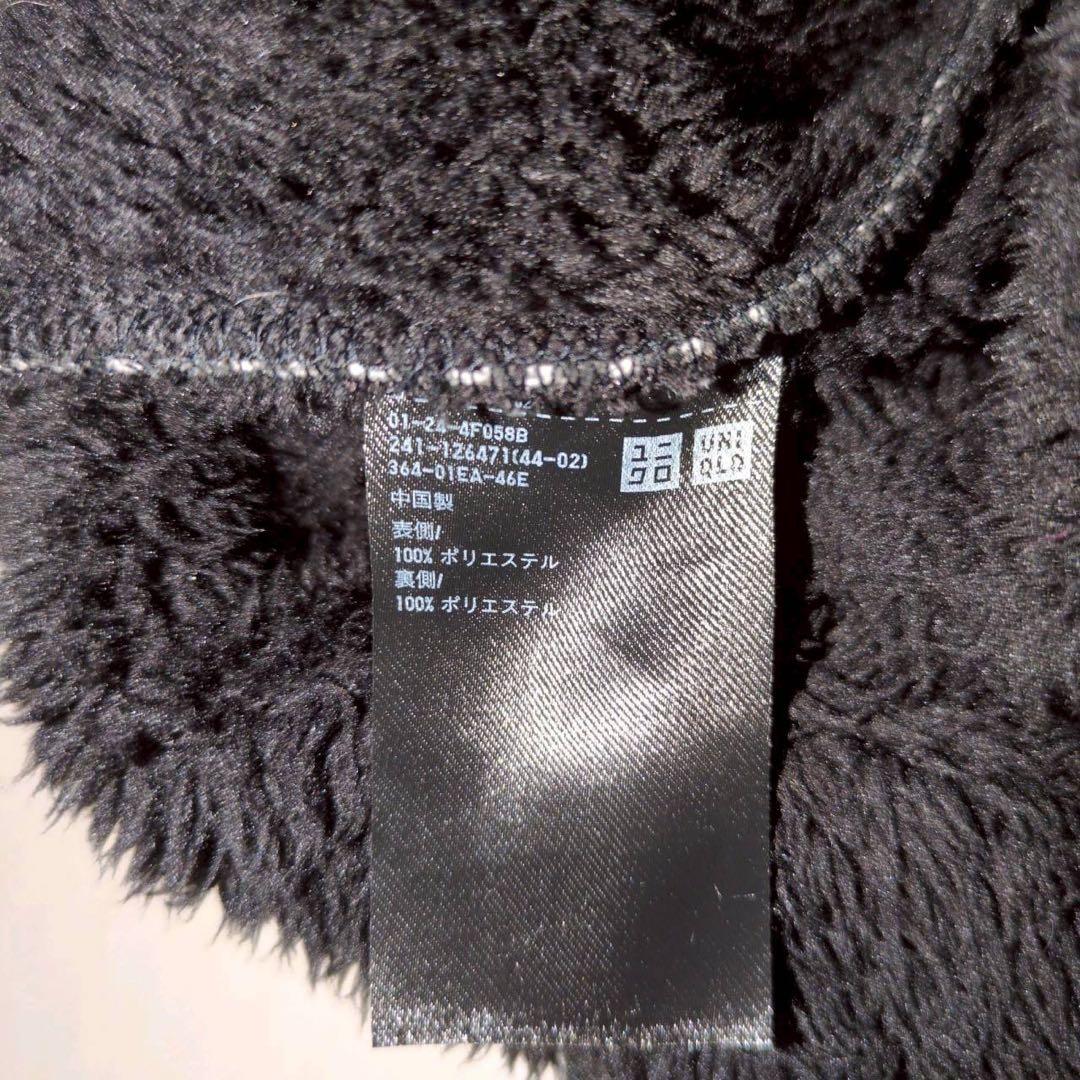 01-24-4F058B
241-126471(44-02)
364-01EA-46E
中国製
表側/
100% ポリエステル
裏側/
100% ポリエステル
ユニ
クロ
UNI
QLO